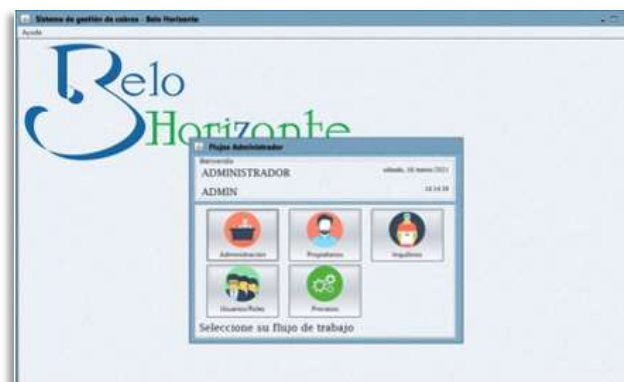 Sistema de gestión de cobros - Belo Horizonte
Ayuda
Belo
Horizonte
Flujos Administrador
Bienvenido
ADMINISTRADOR
ADMIN
Administración
Propietarios
Inquilinos
Usuarios/Roles
Procesos
Seleccione su flujo de trabajo